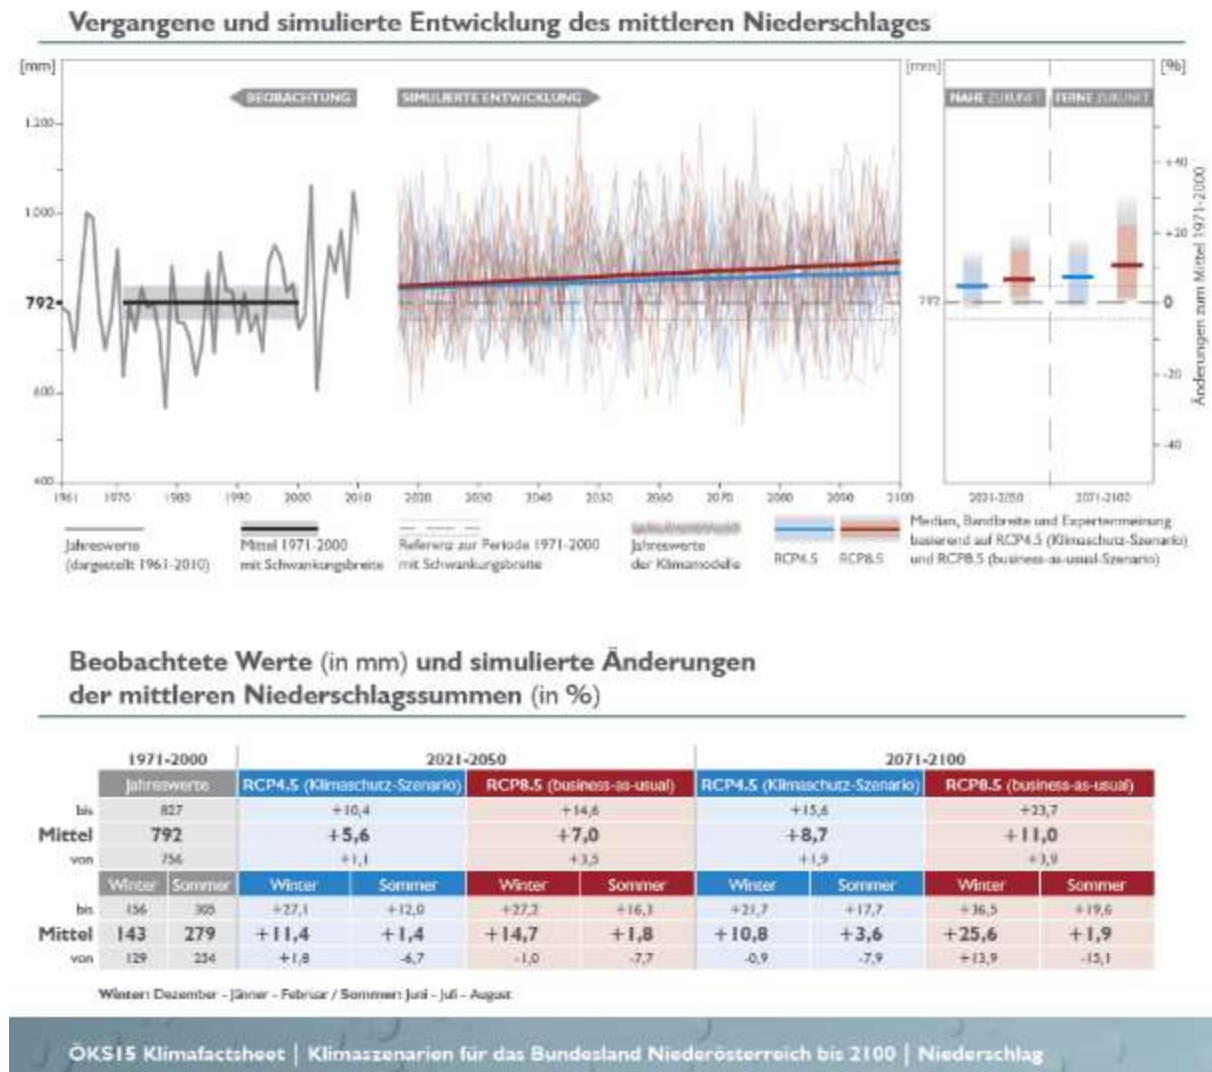 Vergangene und simulierte Entwicklung des mittleren Niederschlages
[mm] [mm] [%]
BEOBACHTUNG SIMULIERTE ENTWICKLUNG NAHE ZUKUNFT FERNE ZUKUNFT
1.200
+40
1.000
+20
792 792 0
600 -20
-40
400
1961 1970 1980 1990 2000 2010 2020 2030 2040 2050 2060 2070 2080 2090 2100 2021-2050 2071-2100
Änderungen zum Mittel 1971-2000
Jahreswerte
(dargestellt 1961-2010)
Mittel 1971-2000
mit Schwankungsbreite
Referenz zur Periode 1971-2000
mit Schwankungsbreite
Jahreswerte
der Klimamodelle
RCP4.5 RCP8.5
Median, Bandbreite und Expertenmeinung
basierend auf RCP4.5 (Klimaschutz-Szenario)
und RCP8.5 (business-as-usual-Szenario)
Beobachtete Werte (in mm) und simulierte Änderungen
der mittleren Niederschlagssummen (in %)
1971-2000 2021-2050 2071-2100
Jahreswerte RCP4.5 (Klimaschutz-Szenario) RCP8.5 (business-as-usual) RCP4.5 (Klimaschutz-Szenario) RCP8.5 (business-as-usual)
bis 827 +10,4 +14,6 +15,6 +23,7
Mittel 792 +5,6 +7,0 +8,7 +11,0
von 756 +1,1 +3,5 +1,9 +3,9
Winter Sommer Winter Sommer Winter Sommer Winter Sommer Winter Sommer
bis 156 305 +27,1 +12,0 +27,2 +16,3 +21,7 +17,7 +36,5 +19,6
Mittel 143 279 +11,4 +1,4 +14,7 +1,8 +10,8 +3,6 +25,6 +1,9
von 129 254 +1,8 -6,7 -1,0 -7,7 -0,9 -7,9 +13,9 -15,1
Winter: Dezember - Jänner - Februar / Sommer: Juni - Juli - August
ÖKS15 Klimafactsheet | Klimaszenarien für das Bundesland Niederösterreich bis 2100 | Niederschlag